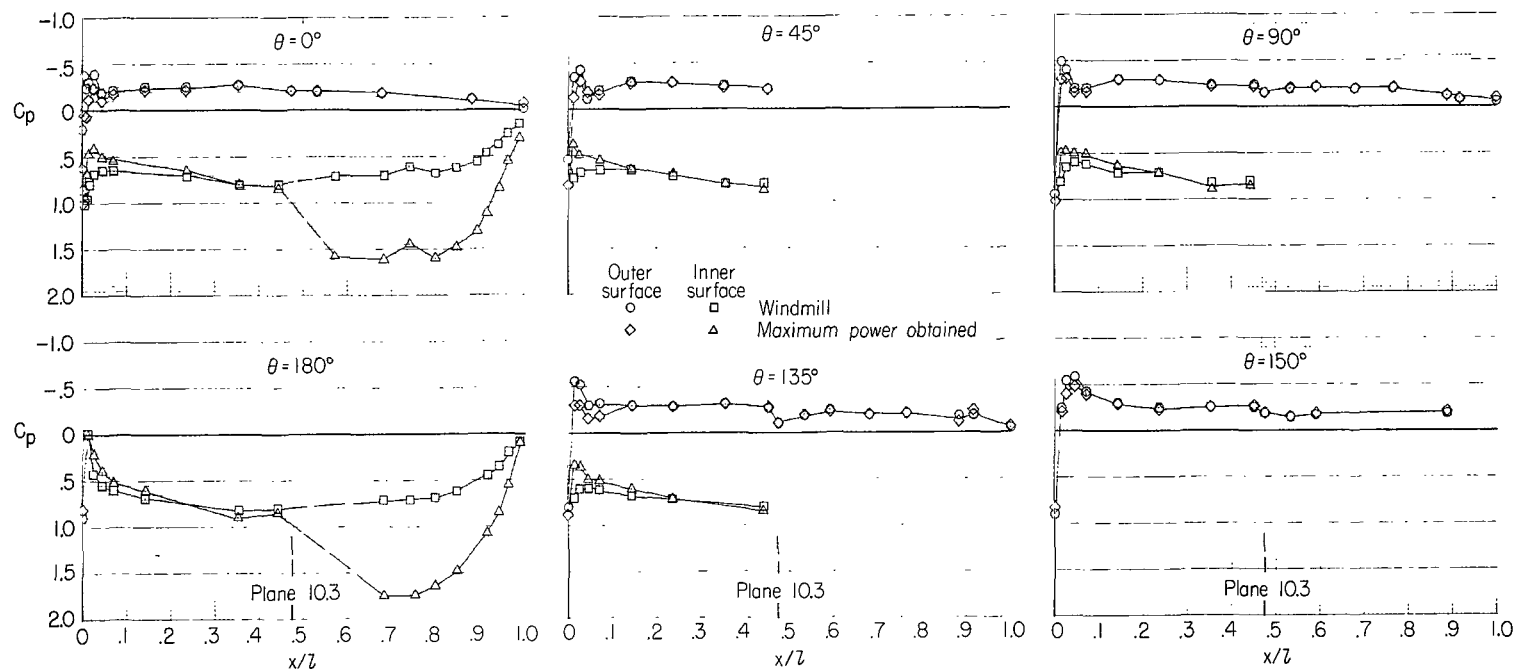 θ = 0°
θ = 45°
θ = 90°
-1.0
-.5
0
.5
1.0
1.5
2.0
Cp
Outer surface
Inner surface
Windmill
Maximum power obtained
θ = 180°
θ = 135°
θ = 150°
-1.0
-.5
0
.5
1.0
1.5
2.0
Cp
Plane 10.3
Plane 10.3
Plane 10.3
0 .1 .2 .3 .4 .5 .6 .7 .8 .9 1.0
0 .1 .2 .3 .4 .5 .6 .7 .8 .9 1.0
0 .1 .2 .3 .4 .5 .6 .7 .8 .9 1.0
x/l
x/l
x/l